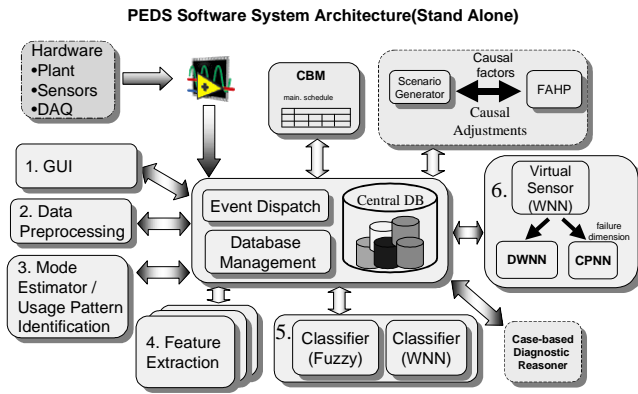 PEDS Software System Architecture(Stand Alone)
Hardware
•Plant
•Sensors
•DAQ
CBM
main. schedule
Causal
factors
Scenario
Generator
FAHP
Causal
Adjustments
1. GUI
2. Data
Preprocessing
3. Mode
Estimator /
Usage Pattern
Identification
Event Dispatch
Database
Management
Central DB
6.
Virtual
Sensor
(WNN)
failure
dimension
DWNN
CPNN
4. Feature
Extraction
5.
Classifier
(Fuzzy)
Classifier
(WNN)
Case-based
Diagnostic
Reasoner